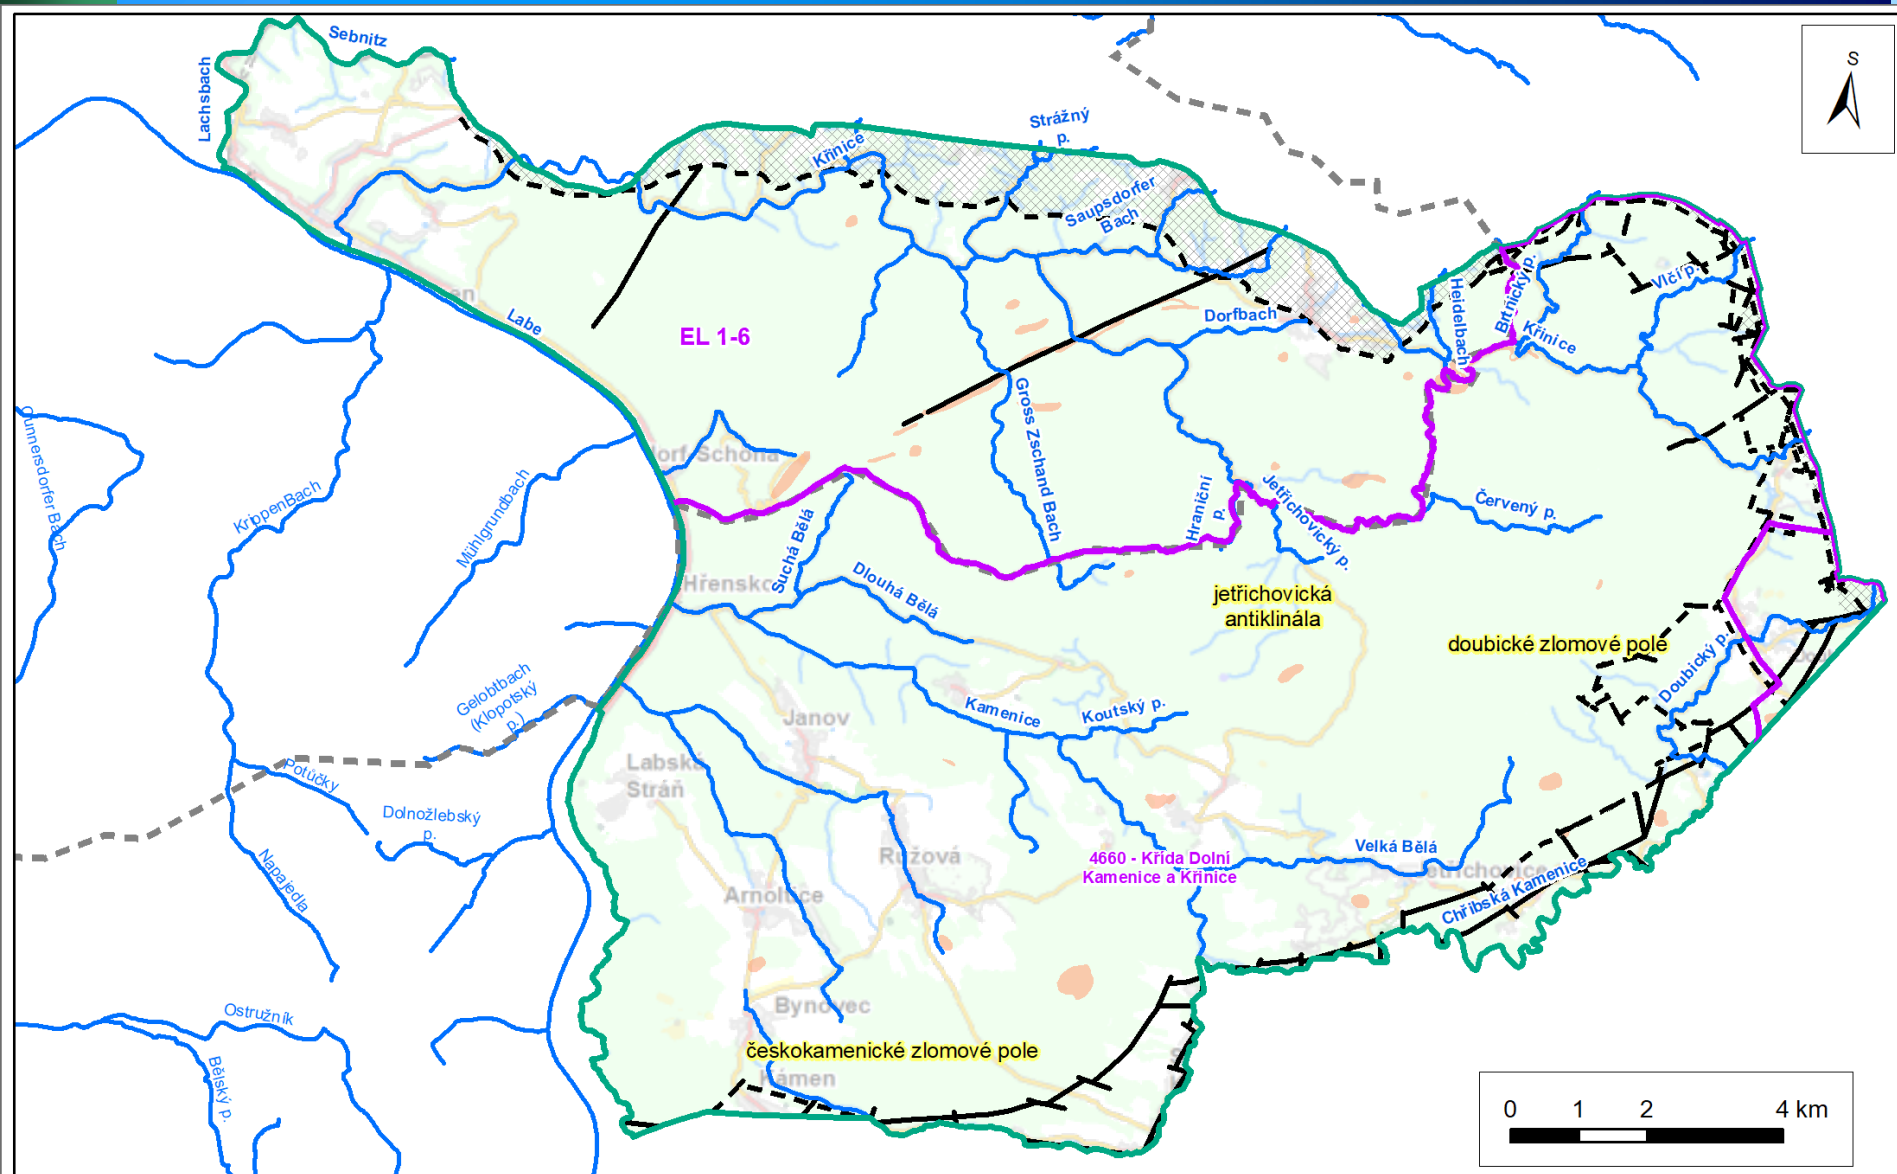 Sebnitz
Lachsbach
S
Strážný
p.
Křinice
Saupsdorfer
Bach
Vlčí p.
Brtnický p.
Heidelbach
Křinice
Dorfbach
Labe
EL 1-6
Gross Zschand Bach
Cunnersdorfer Bach
KrippenBach
Mühlgrundbach
dorf-Schöna
Suchá Bělá
Hraniční
p.
Jetřichovický p.
Červený p.
Hřensko
Dlouhá Bělá
jetřichovická
antiklinála
doubické zlomové pole
Doubický p.
Gelobtbach
(Klopotský
p.)
Kamenice
Koutský p.
Janov
Labská
Stráň
Potůčky
Dolnožlebský
p.
Růžová
4660 - Křída Dolní
Kamenice a Křinice
Velká Bělá
Jetřichovice
Chřibská Kamenice
Arnoltice
Napajedla
Bynovec
Ostružník
českokamenické zlomové pole
Kámen
Bělský p.
0 1 2 4 km